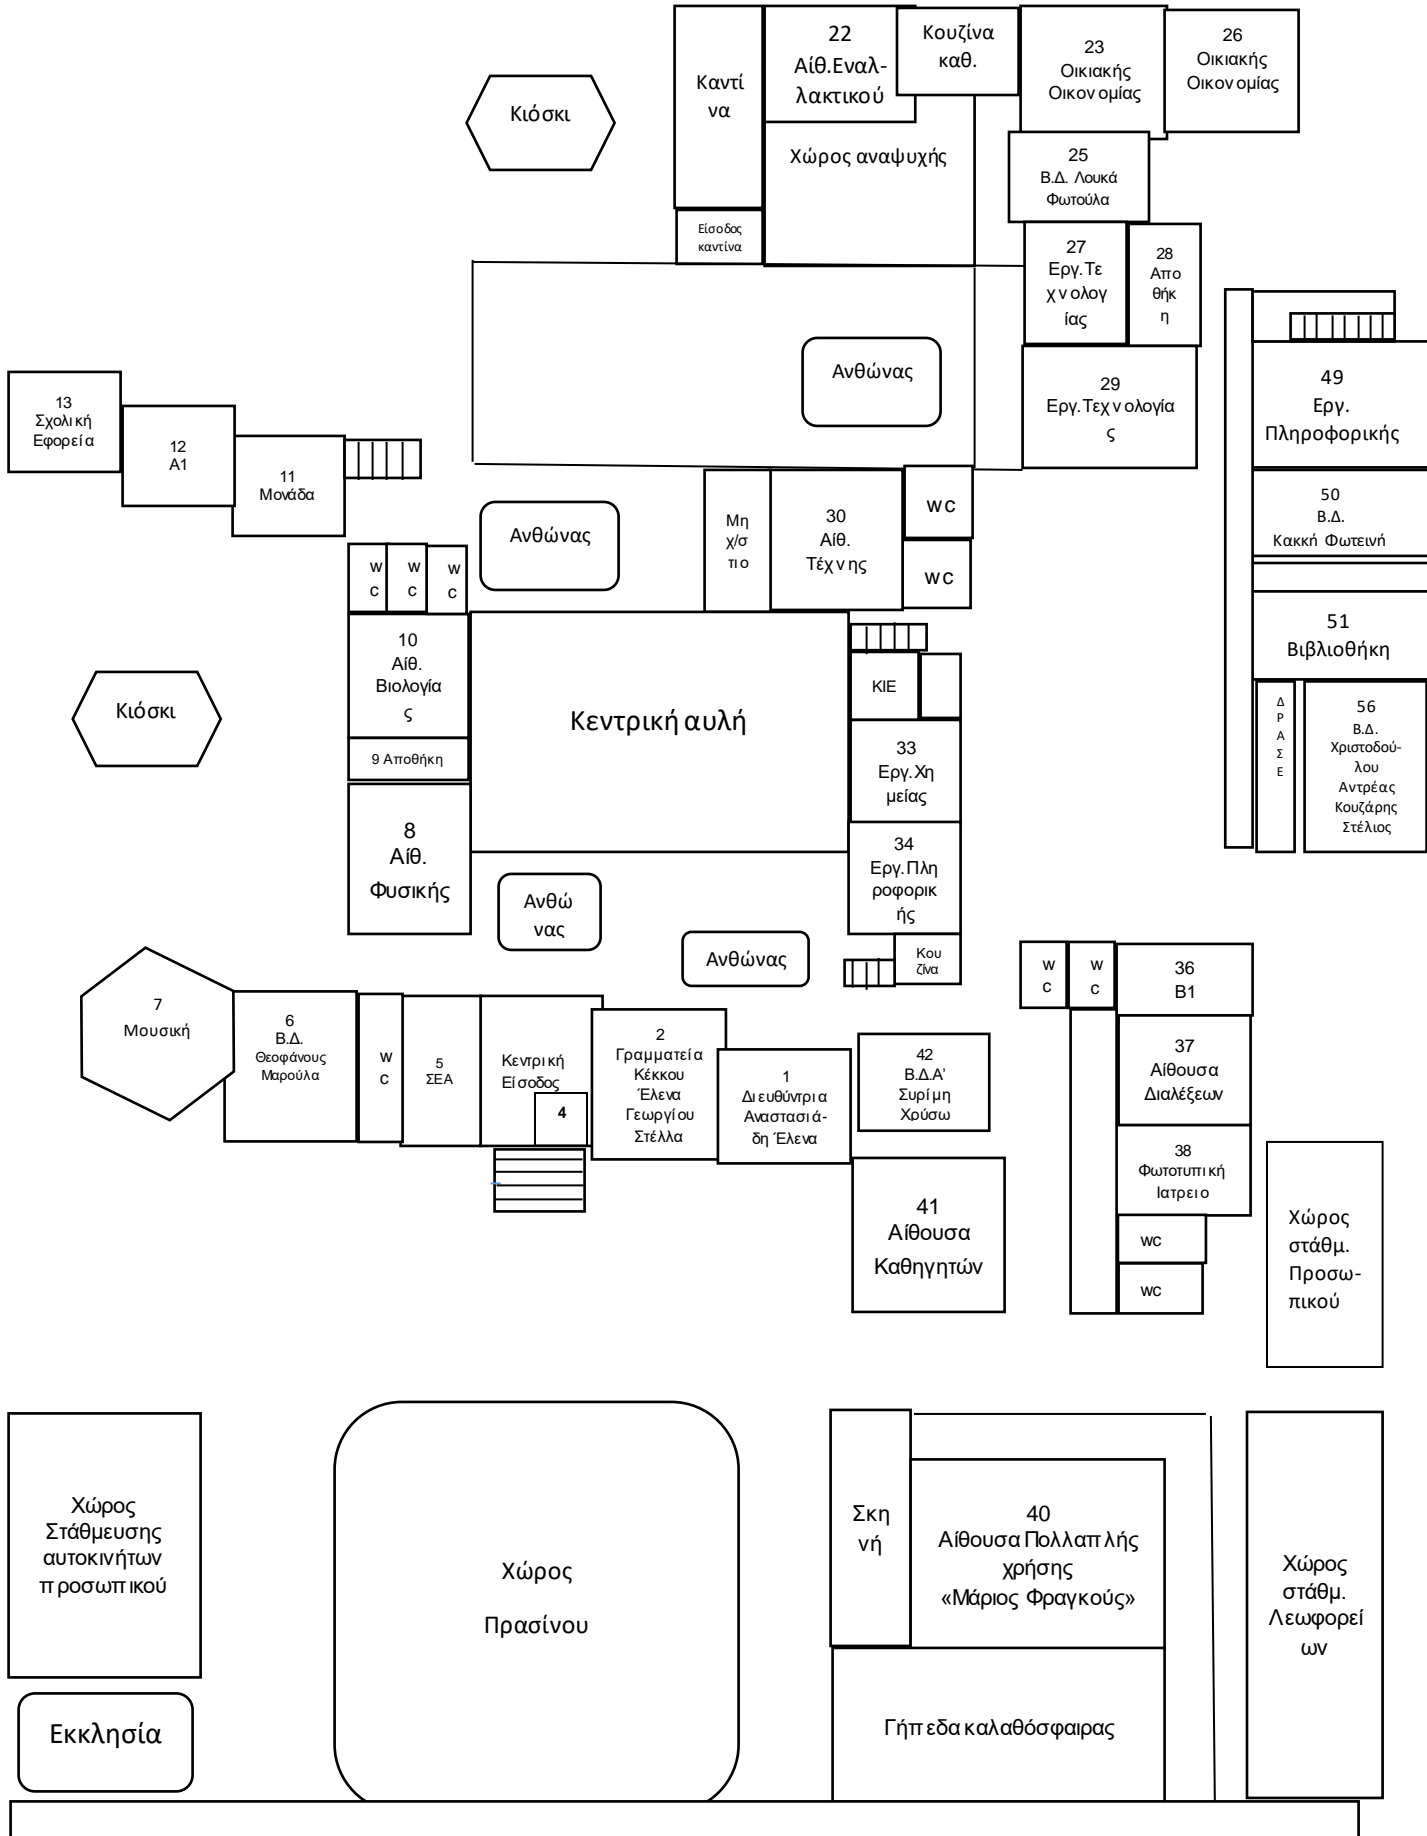 22
Αίθ.Εναλ-
λακτικού
Κουζίνα
καθ.
23
Οικιακής
Οικονομίας
26
Οικιακής
Οικονομίας
Καντί
να
Κιόσκι
Χώρος αναψυχής
25
Β.Δ. Λουκά
Φωτούλα
Είσοδος
καντίνα
27
Εργ.Τε
χνολογ
ίας
28
Απο
θήκ
η
Ανθώνας
29
Εργ.Τεχνολογία
ς
49
Εργ.
Πληροφορικής
13
Σχολική
Εφορεία
12
Α1
11
Μονάδα
Ανθώνας
Μη
χ/σ
τιο
30
Αίθ.
Τέχνης
wc
wc
50
Β.Δ.
Κακκή Φωτεινή
w
c
w
c
w
c
10
Αίθ.
Βιολογία
ς
51
Βιβλιοθήκη
Κιόσκι
Κεντρική αυλή
ΚΙΕ
9 Αποθήκη
33
Εργ.Χη
μείας
Δ
Ρ
Α
Σ
Ε
56
Β.Δ.
Χριστοδού-
λου
Αντρέας
Κουζάρης
Στέλιος
8
Αίθ.
Φυσικής
34
Εργ.Πλη
ροφορικ
ής
Ανθώ
νας
Ανθώνας
Κου
ζίνα
w
c
w
c
36
Β1
7
Μουσική
6
Β.Δ.
Θεοφάνους
Μαρούλα
w
c
5
ΣΕΑ
Κεντρική
Είσοδος
4
2
Γραμματεία
Κέκκου
Έλενα
Γεωργίου
Στέλλα
1
Διευθύντρια
Αναστασιά-
δη Έλενα
42
Β.Δ.Α’
Συρίμη
Χρύσω
37
Αίθουσα
Διαλέξεων
38
Φωτοτυπική
Ιατρειο
41
Αίθουσα
Καθηγητών
wc
wc
Χώρος
στάθμ.
Προσω-
πικού
Χώρος
Στάθμευσης
αυτοκινήτων
προσωπικού
Χώρος
Πρασίνου
Σκη
νή
40
Αίθουσα Πολλαπλής
χρήσης
«Μάριος Φραγκούς»
Χώρος
στάθμ.
Λεωφορεί
ων
Εκκλησία
Γήπεδα καλαθόσφαιρας